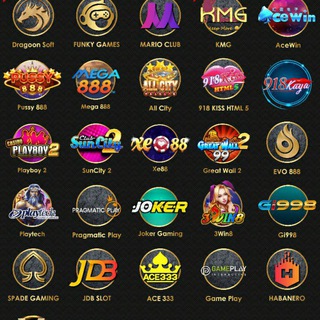 KMG
AceWin
Dragoon Soft
FUNKY GAMES
MARIO CLUB
KMG
AceWin
PUSSY
888
MEGA
888
ALL CITY
918
918
Kaya
Pussy 888
Mega 888
All City
918 KISS HTML 5
PLAYBOY 2
SunCity 2
Xe88
GREAT WALL
99
2
Playboy 2
SunCity 2
Xe88
Great Wall 2
EVO 888
playtech
PRAGMATIC PLAY
JOKER
3WIN8
Gi998
Playtech
Pragmatic Play
Joker Gaming
3Win8
Gi998
JDB
ACE333
GAMEPLAY
H
SPADE GAMING
JDB SLOT
ACE 333
Game Play
HABANERO